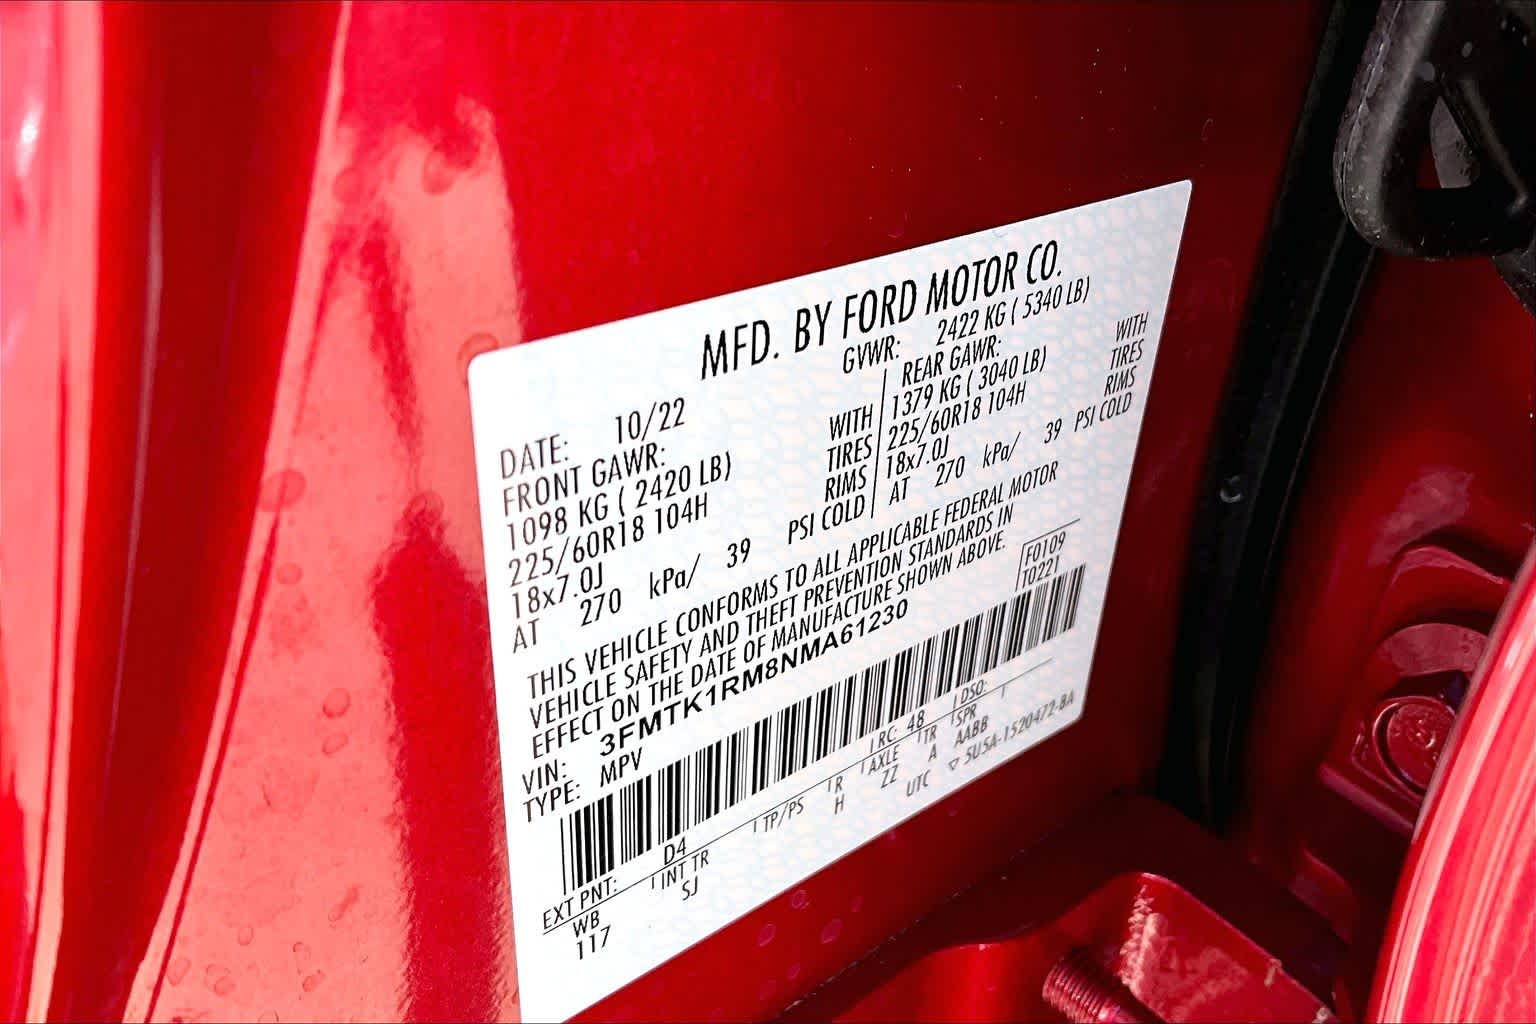 MFD. BY FORD MOTOR CO.
DATE: 10/22
GVWR: 2422 KG ( 5340 LB)
FRONT GAWR:
1098 KG ( 2420 LB) WITH
225/60R18 104H TIRES
18x7.0J RIMS
AT 270 kPa/ 39 PSI COLD
REAR GAWR:
1379 KG ( 3040 LB) WITH
225/60R18 104H TIRES
18x7.0J RIMS
AT 270 kPa/ 39 PSI COLD
THIS VEHICLE CONFORMS TO ALL APPLICABLE FEDERAL MOTOR
VEHICLE SAFETY AND THEFT PREVENTION STANDARDS IN
EFFECT ON THE DATE OF MANUFACTURE SHOWN ABOVE.
F0109
T0221
VIN: 3FMTK1RM8NMA61230
TYPE: MPV
EXT PNT: D4 RC: 48 DSO:
WB INT TR TP/PS R AXLE TR SPR
117 SJ H ZZ A AABB
UTC ▽ 5U5A-1520472-BA